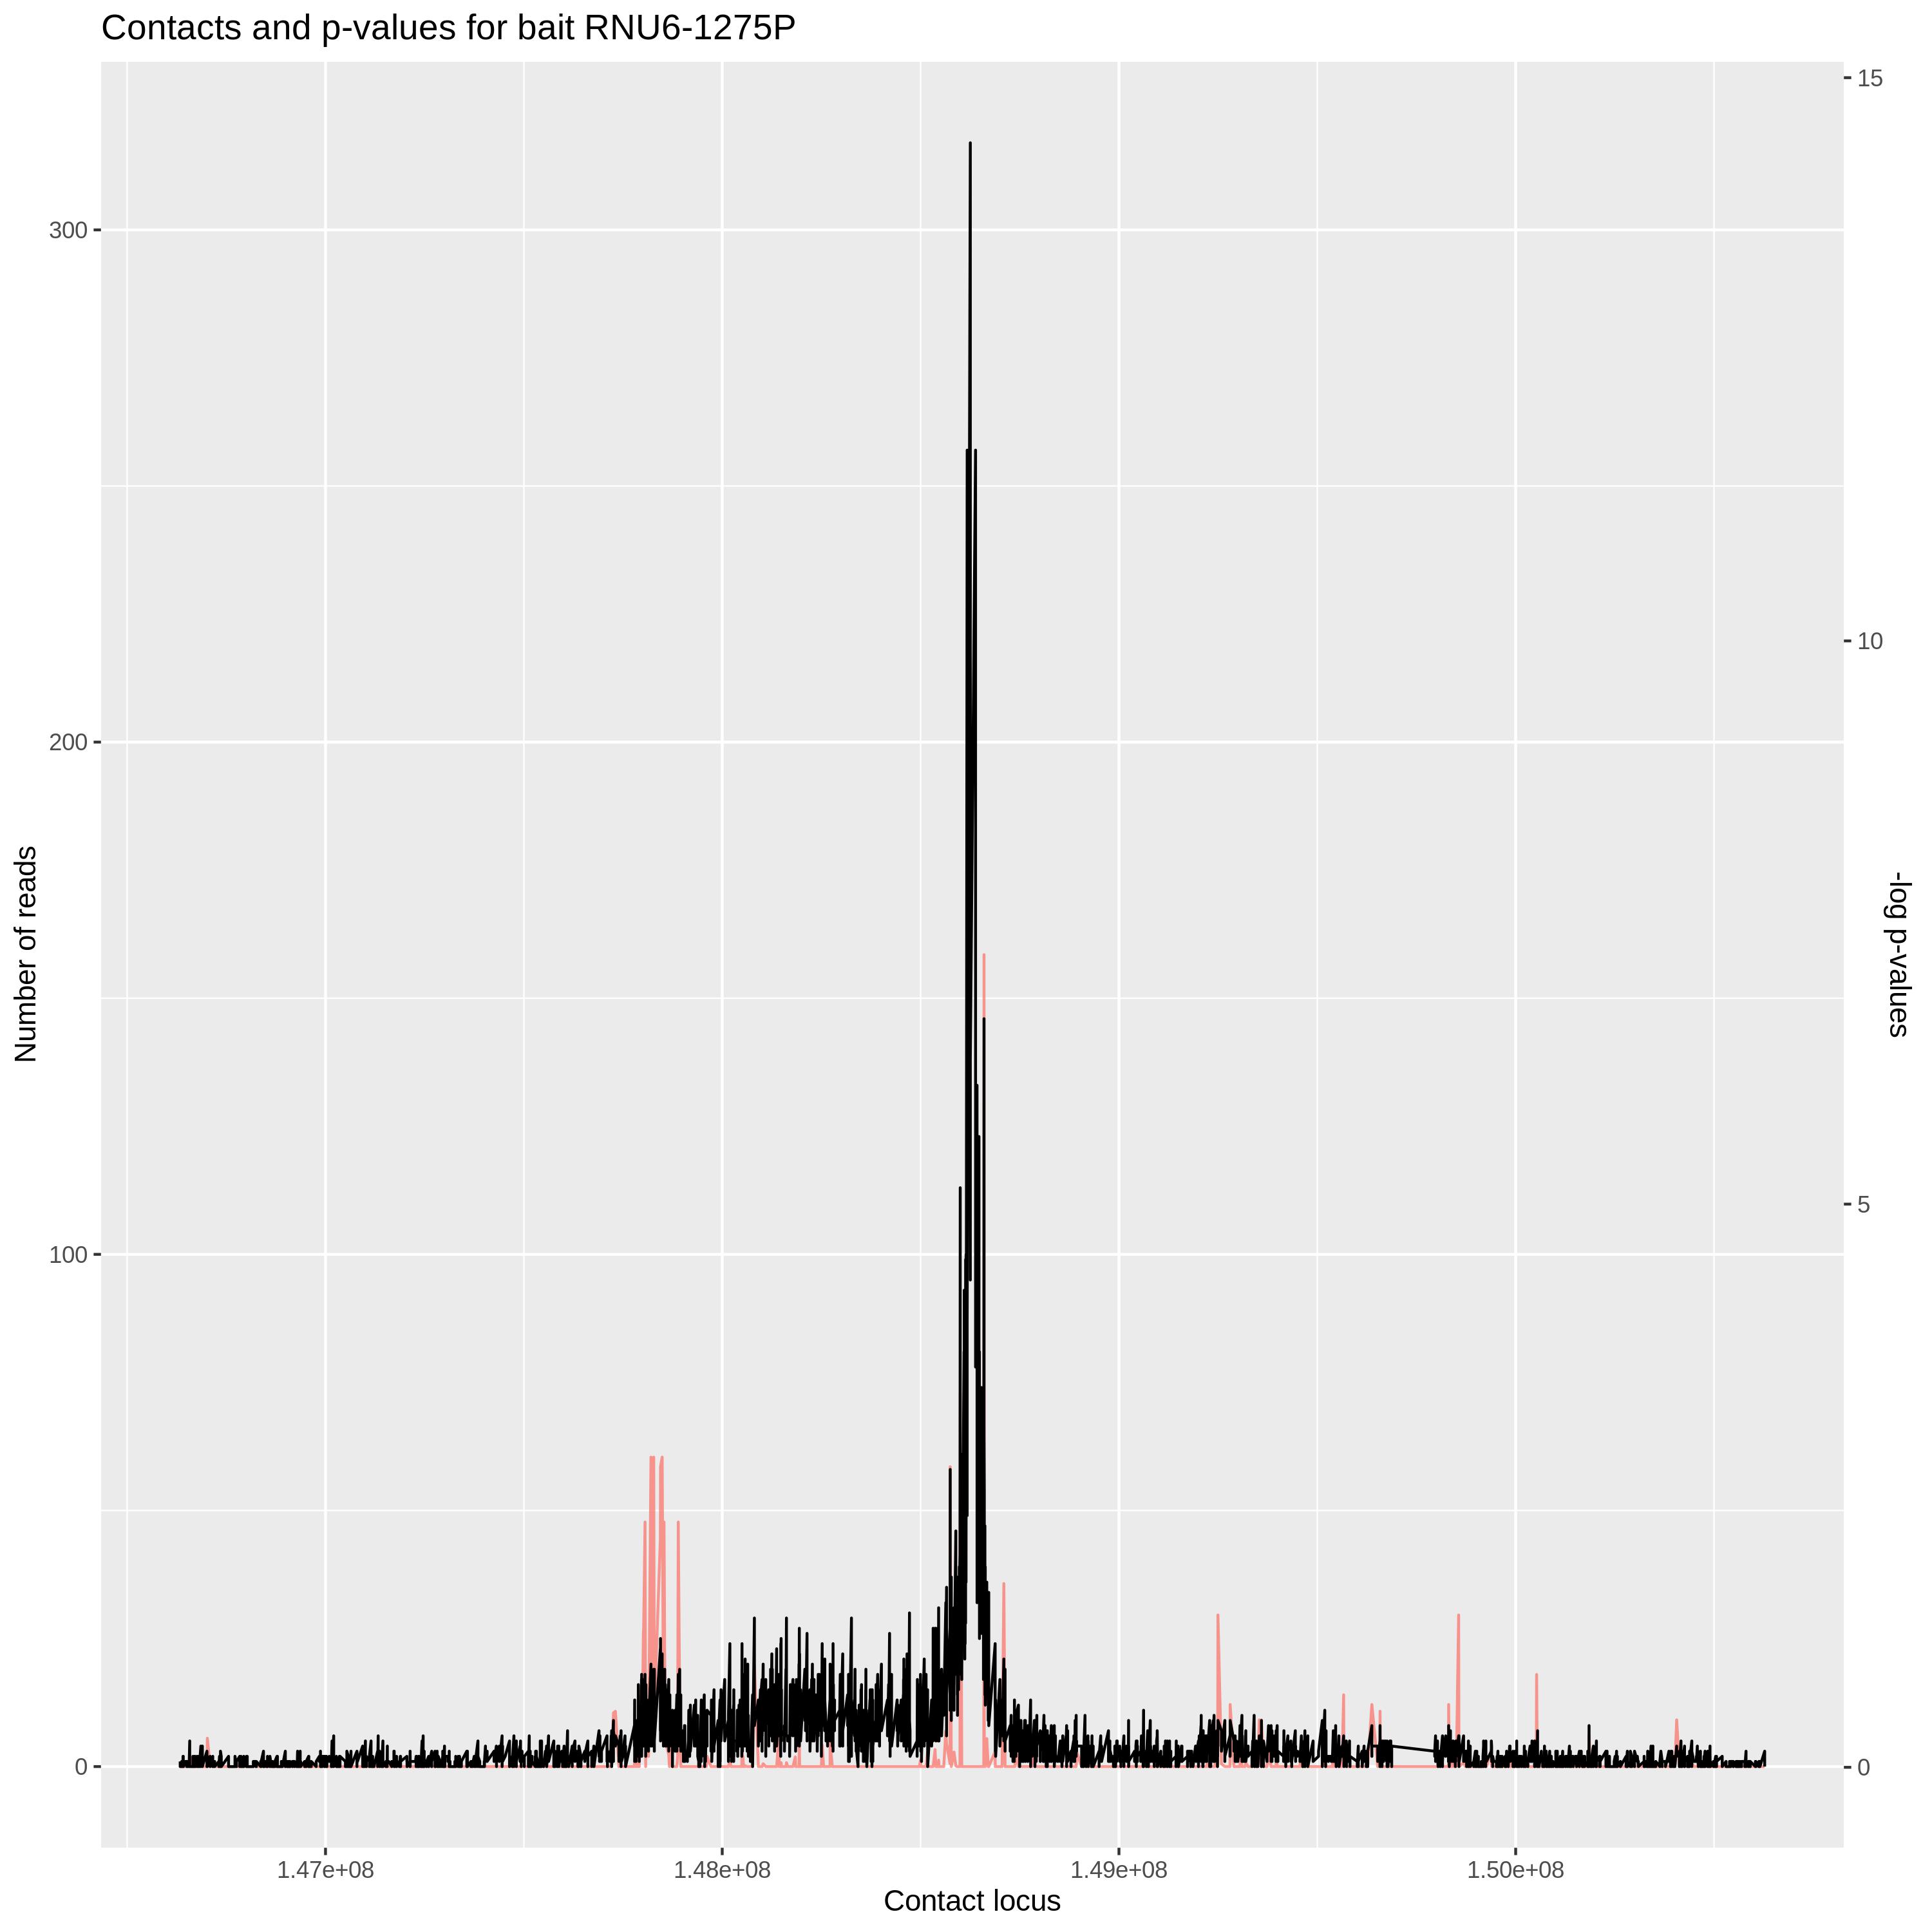 Contacts and p-values for bait RNU6-1275P
300
200
100
0
Number of reads
15
10
5
0
-log p-values
1.47e+08
1.48e+08
1.49e+08
1.50e+08
Contact locus